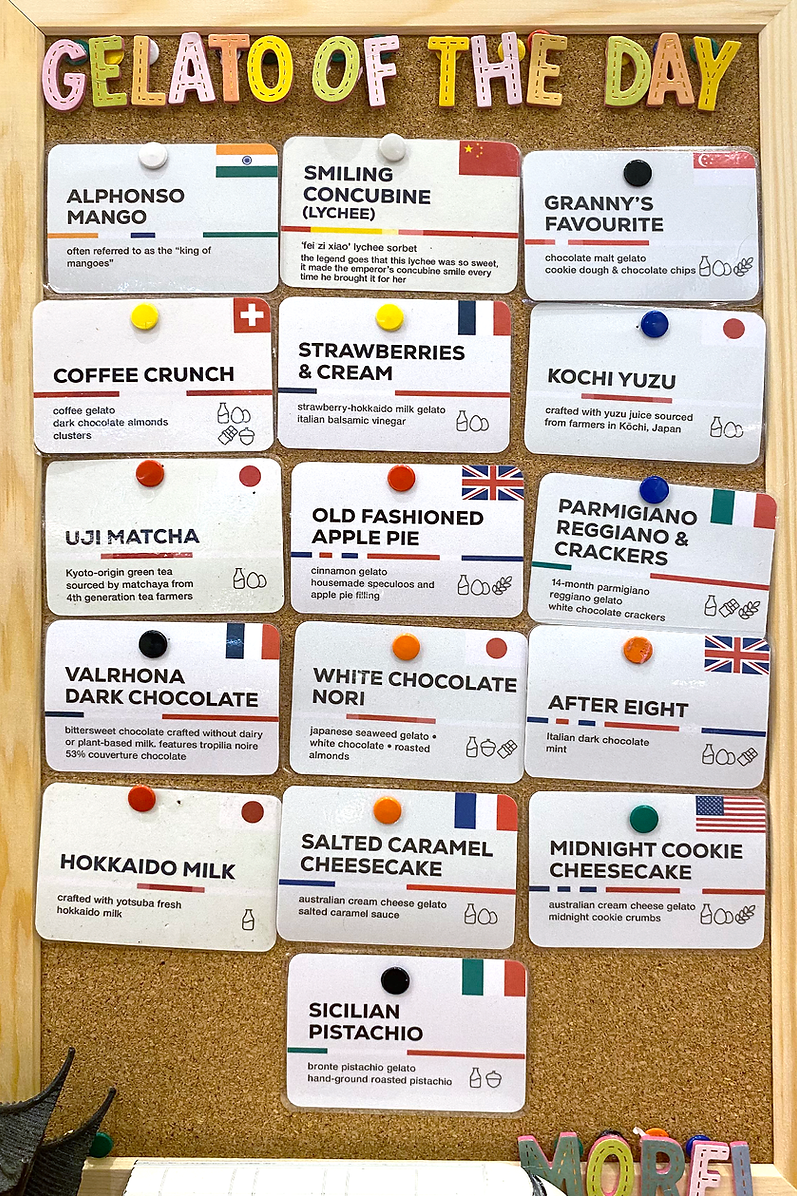 GELATO OF THE DAY
ALPHONSO
MANGO
often referred to as the "king of
mangoes"
SMILING
CONCUBINE
(LYCHEE)
'fei zi xiao' lychee sorbet
the legend goes that this lychee was so sweet,
it made the emperor's concubine smile every
time he brought it for her
GRANNY'S
FAVOURITE
chocolate malt gelato
cookie dough & chocolate chips
COFFEE CRUNCH
coffee gelato
dark chocolate almonds
clusters
STRAWBERRIES
& CREAM
strawberry-hokkaido milk gelato
italian balsamic vinegar
KOCHI YUZU
crafted with yuzu juice sourced
from farmers in Kōchi, Japan
UJI MATCHA
Kyoto-origin green tea
sourced by matchaya from
4th generation tea farmers
OLD FASHIONED
APPLE PIE
cinnamon gelato
housemade speculoos and
apple pie filling
PARMIGIANO
REGGIANO &
CRACKERS
14-month parmigiano
reggiano gelato
white chocolate crackers
VALRHONA
DARK CHOCOLATE
bittersweet chocolate crafted without dairy
or plant-based milk. features tropilia noire
53% couverture chocolate
WHITE CHOCOLATE
NORI
japanese seaweed gelato •
white chocolate • roasted
almonds
AFTER EIGHT
Italian dark chocolate
mint
HOKKAIDO MILK
crafted with yotsuba fresh
hokkaido milk
SALTED CARAMEL
CHEESECAKE
australian cream cheese gelato
salted caramel sauce
MIDNIGHT COOKIE
CHEESECAKE
australian cream cheese gelato
midnight cookie crumbs
SICILIAN
PISTACHIO
bronte pistachio gelato
hand-ground roasted pistachio
MORE!